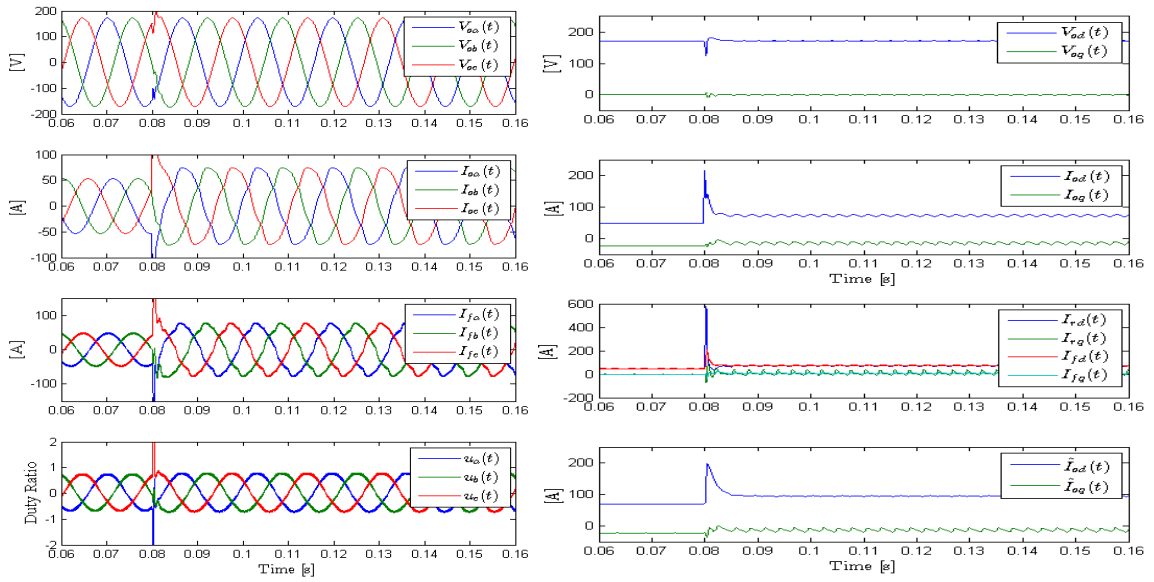 200
100
0
-100
200
[V]
V_oa(t)
V_ob(t)
V_oc(t)
0.06 0.07 0.08 0.09 0.1 0.11 0.12 0.13 0.14 0.15 0.16
100
50
0
-50
-100
[A]
I_oa(t)
I_ob(t)
I_oc(t)
0.06 0.07 0.08 0.09 0.1 0.11 0.12 0.13 0.14 0.15 0.16
100
0
-100
[A]
I_fa(t)
I_fb(t)
I_fc(t)
0.06 0.07 0.08 0.09 0.1 0.11 0.12 0.13 0.14 0.15 0.16
2
1
0
-1
-2
Duty Ratio
u_a(t)
u_b(t)
u_c(t)
0.06 0.07 0.08 0.09 0.1 0.11 0.12 0.13 0.14 0.15 0.16
Time [s]
200
100
0
[V]
V_od(t)
V_oq(t)
0.06 0.07 0.08 0.09 0.1 0.11 0.12 0.13 0.14 0.15 0.16
200
100
0
[A]
I_od(t)
I_oq(t)
0.06 0.07 0.08 0.09 0.1 0.11 0.12 0.13 0.14 0.15 0.16
Time [s]
600
400
200
0
-200
[A]
I_rd(t)
I_rq(t)
I_fd(t)
I_fq(t)
0.06 0.07 0.08 0.09 0.1 0.11 0.12 0.13 0.14 0.15 0.16
200
100
0
[A]
Î_od(t)
Î_oq(t)
0.06 0.07 0.08 0.09 0.1 0.11 0.12 0.13 0.14 0.15 0.16